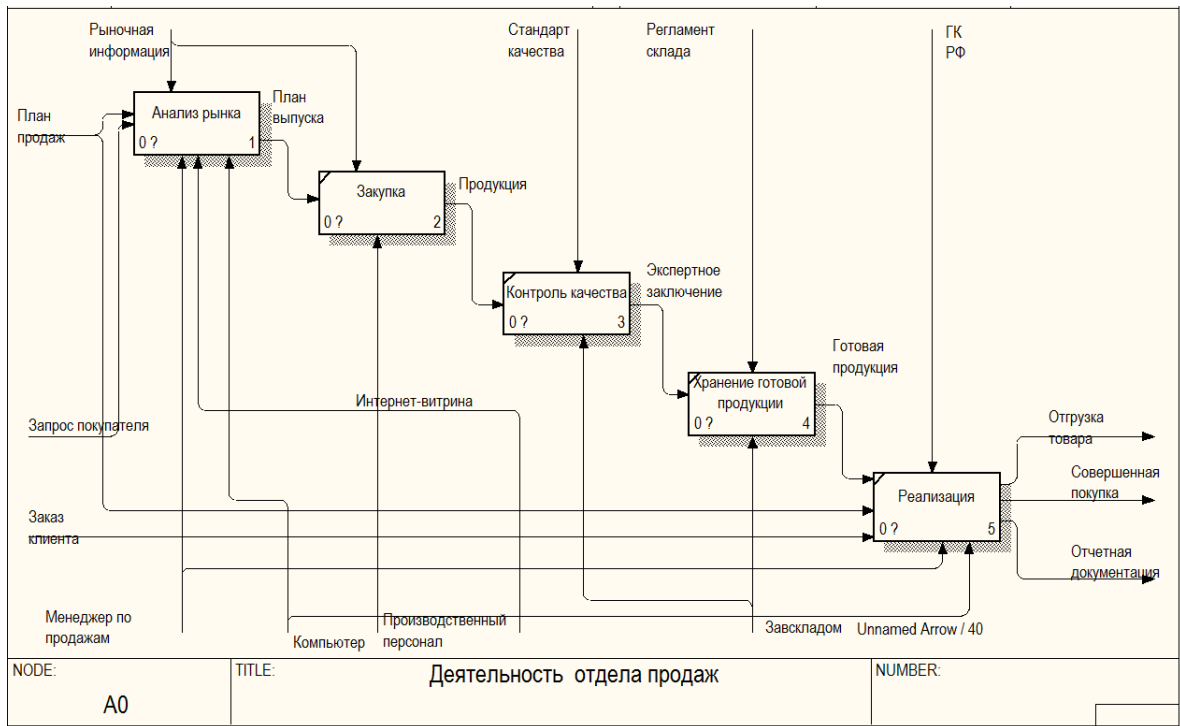 Рыночная
информация
Стандарт
качества
Регламент
склада
ГК
РФ
План
продаж
Анализ рынка
0 ?
1
План
выпуска
Закупка
0 ?
2
Продукция
Контроль качества
0 ?
3
Экспертное
заключение
Хранение готовой
продукции
0 ?
4
Готовая
продукция
Интернет-витрина
Запрос покупателя
Реализация
0 ?
5
Отгрузка
товара
Совершенная
покупка
Отчетная
документация
Заказ
клиента
Менеджер по
продажам
Компьютер
Производственный
персонал
Завскладом
Unnamed Arrow / 40
NODE:
A0
TITLE:
Деятельность отдела продаж
NUMBER: